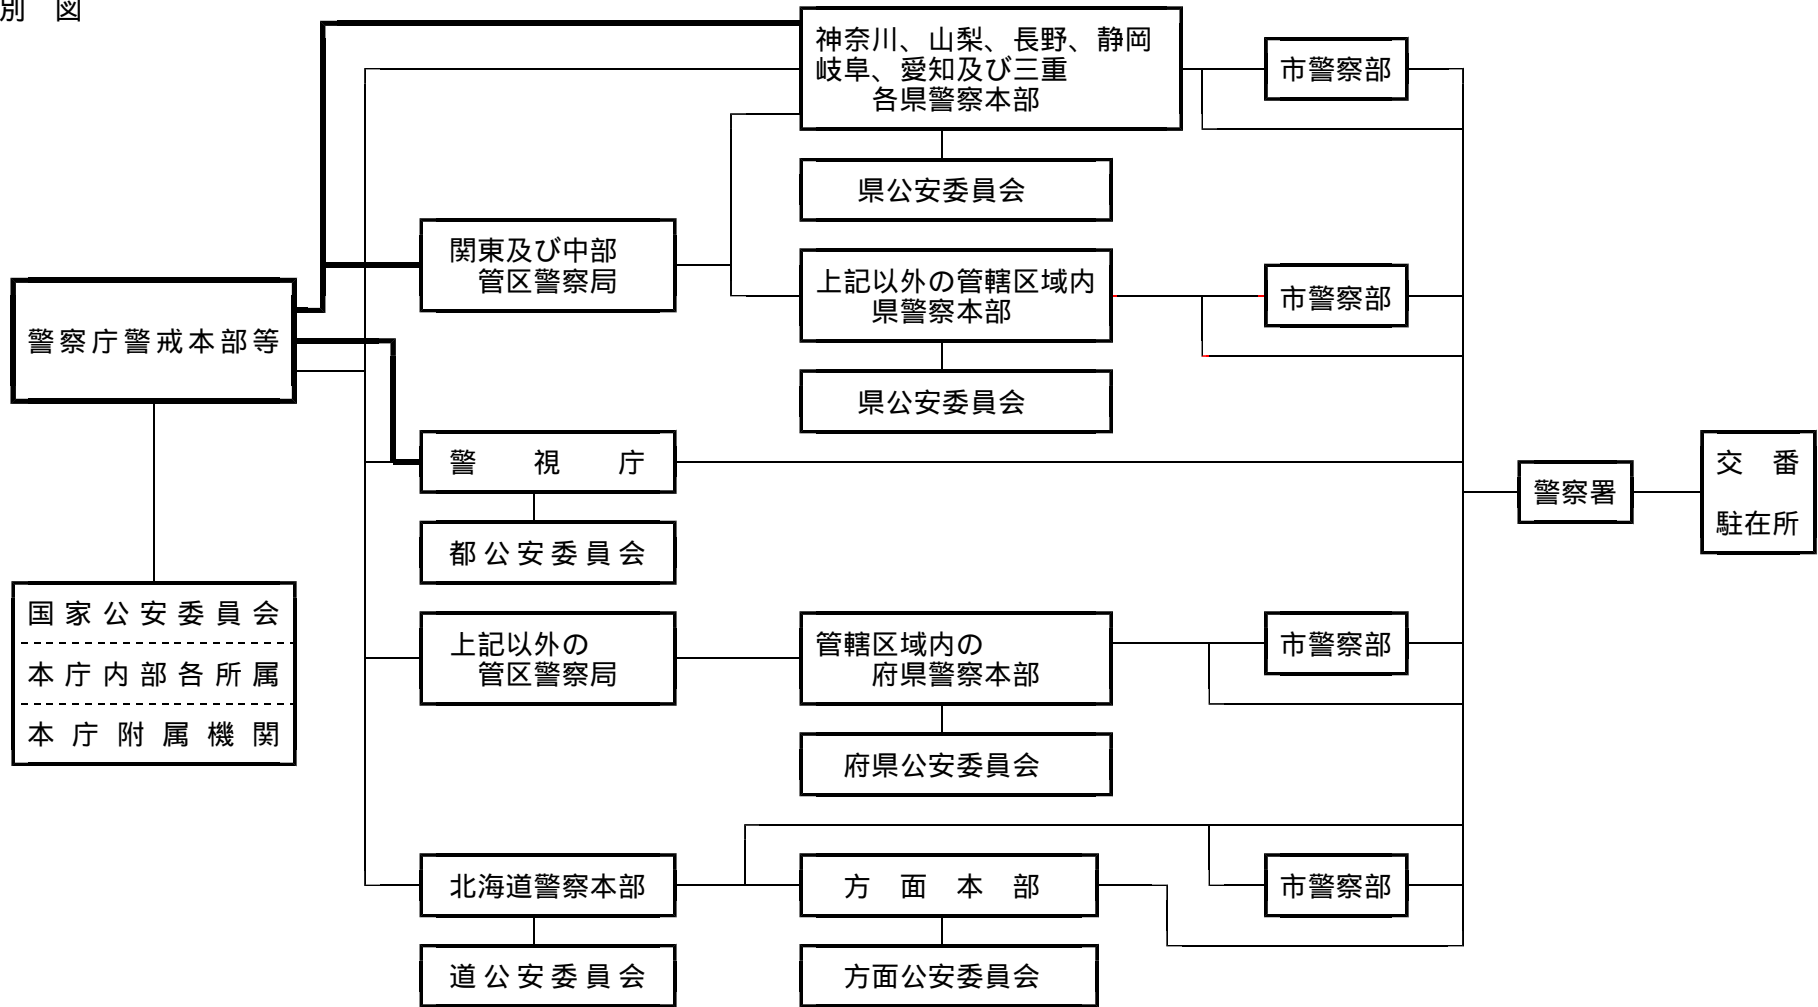 別　図
神奈川、山梨、長野、静岡
岐阜、愛知及び三重
各県警察本部
市警察部
県公安委員会
関東及び中部
管区警察局
上記以外の管轄区域内
県警察本部
市警察部
警察庁警戒本部等
県公安委員会
警　視　庁
都公安委員会
警察署
交　番
駐在所
国家公安委員会
本庁内部各所属
本庁附属機関
上記以外の
管区警察局
管轄区域内の
府県警察本部
市警察部
府県公安委員会
北海道警察本部
方　面　本　部
市警察部
道公安委員会
方面公安委員会